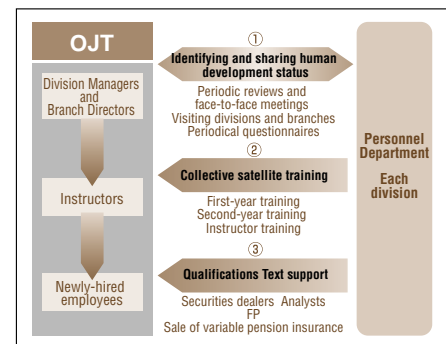 OJT
Division Managers
and
Branch Directors
Instructors
Newly-hired
employees
①
Identifying and sharing human
development status
Periodic reviews and
face-to-face meetings
Visiting divisions and branches
Periodical questionnaires
②
Collective satellite training
First-year training
Second-year training
Instructor training
③
Qualifications Text support
Securities dealers Analysts
FP
Sale of variable pension insurance
Personnel
Department
Each
division